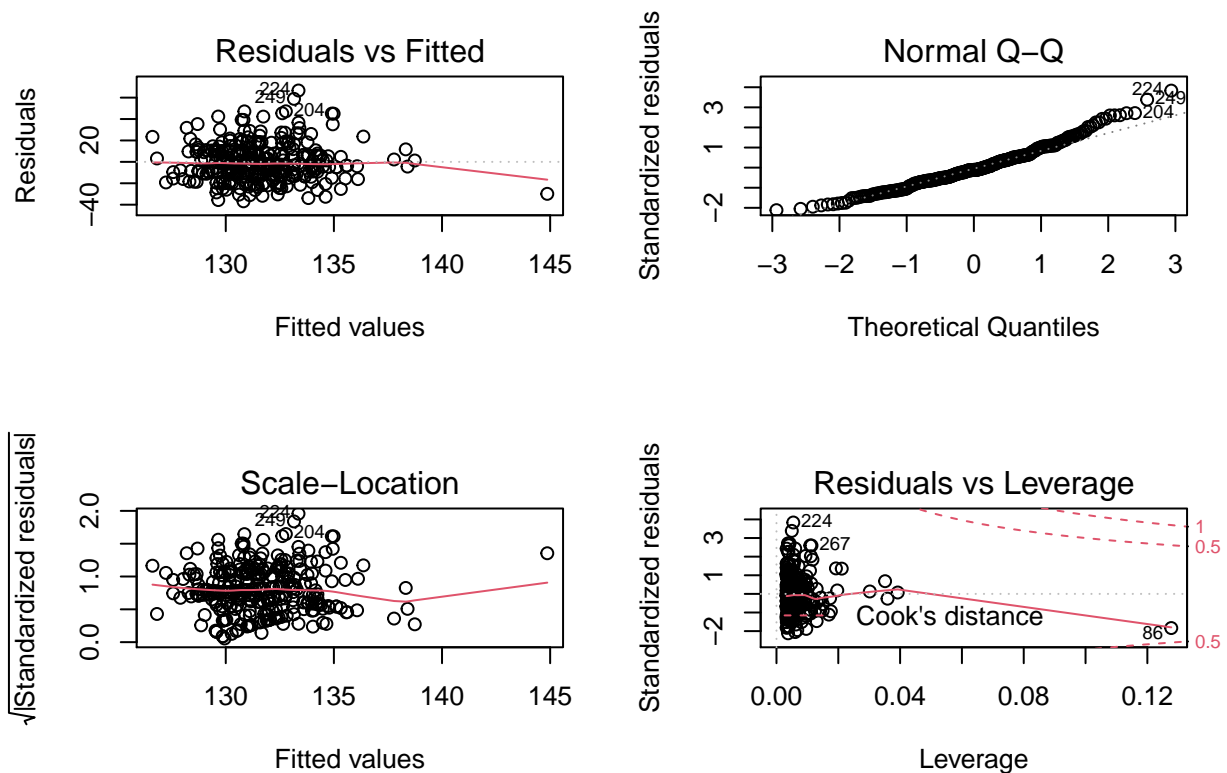 Residuals vs Fitted
Residuals
20
−40
224
249
204
130 135 140 145
Fitted values
Normal Q−Q
Standardized residuals
3
1
−2
224
249
204
−3 −2 −1 0 1 2 3
Theoretical Quantiles
Scale−Location
√|Standardized residuals|
2.0
1.0
0.0
224
249
204
130 135 140 145
Fitted values
Residuals vs Leverage
Standardized residuals
3
1
−2
224
267
86
Cook's distance
1
0.5
0.5
0.00 0.04 0.08 0.12
Leverage